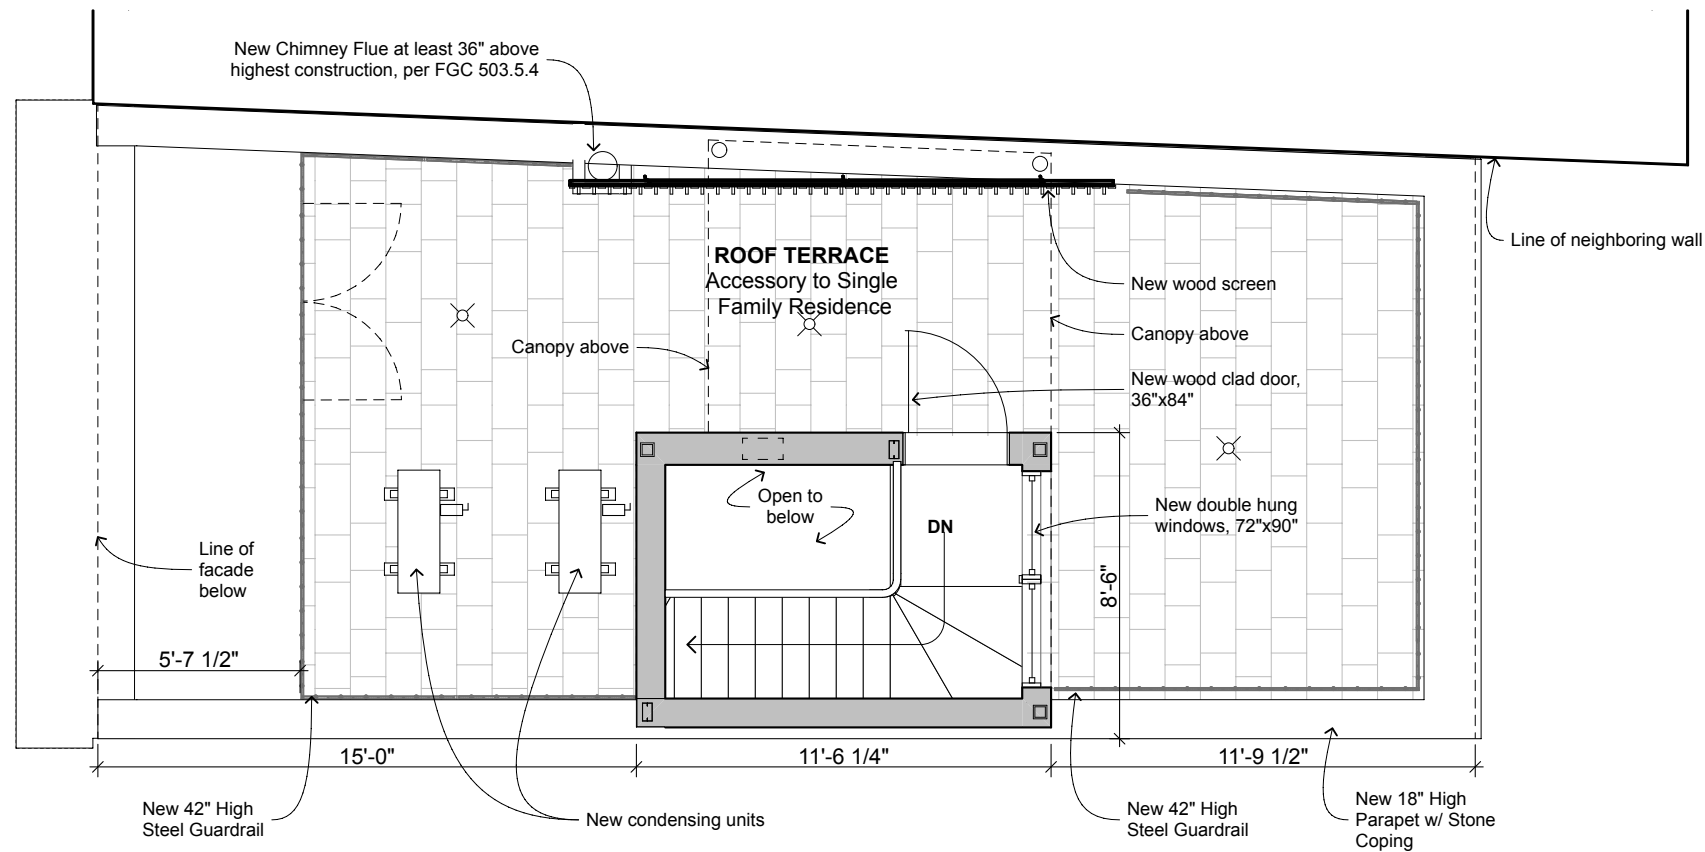 New Chimney Flue at least 36" above
highest construction, per FGC 503.5.4
Line of neighboring wall
ROOF TERRACE
Accessory to Single
Family Residence
New wood screen
Canopy above
Canopy above
New wood clad door,
36"x84"
Open to
below
DN
New double hung
windows, 72"x90"
Line of
facade
below
8'-6"
5'-7 1/2"
15'-0"
11'-6 1/4"
11'-9 1/2"
New 42" High
Steel Guardrail
New condensing units
New 42" High
Steel Guardrail
New 18" High
Parapet w/ Stone
Coping